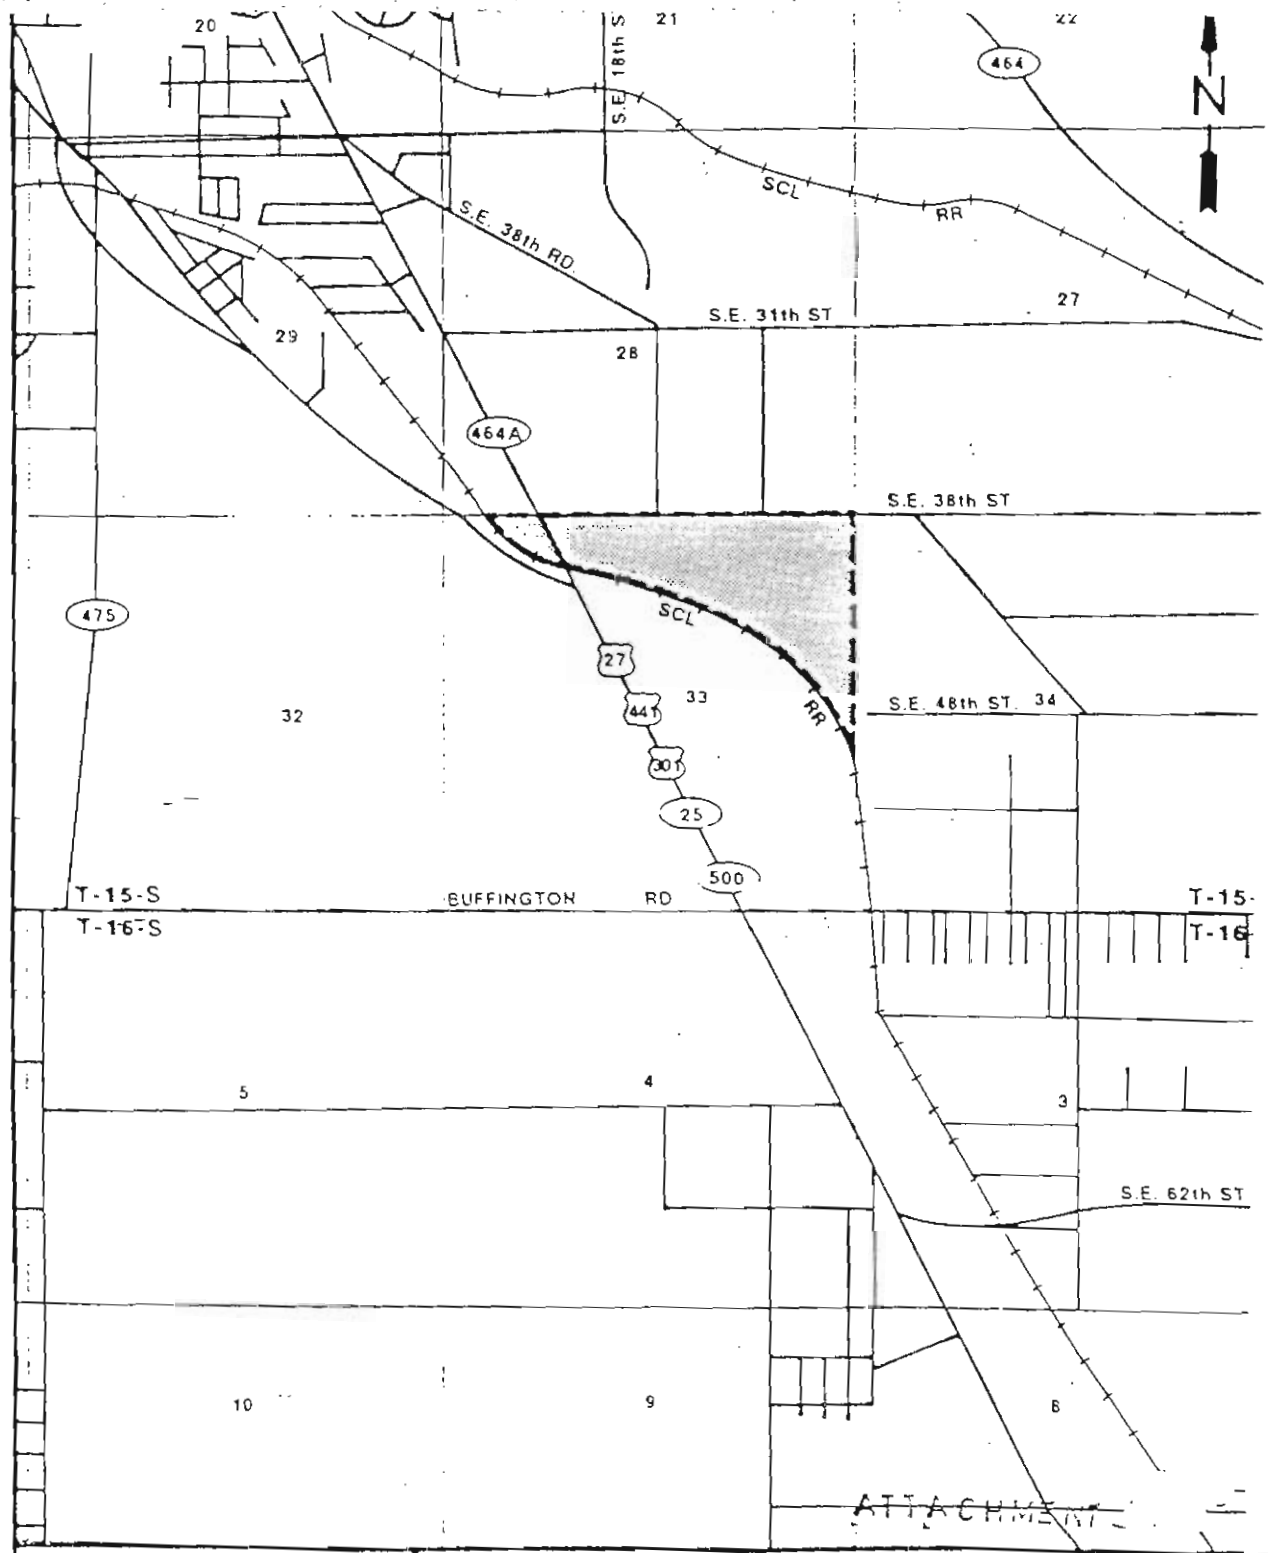 20
21
22
S.E. 18th S
464
N
SCL
RR
S.E. 38th RD.
27
S.E. 31th ST
29
28
464A
S.E. 38th ST
475
SCL
27
33
RR
S.E. 48th ST. 34
32
441
301
25
500
T-15-S
BUFFINGTON RD
T-15-
T-16-S
T-16
5
4
3
S.E. 62th ST
10
9
8
ATTACHMENT